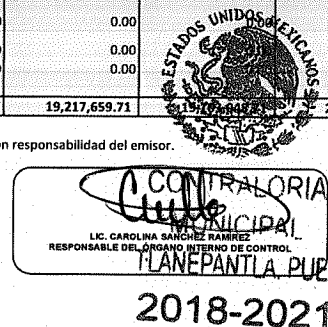 0.00
0.00
0.00
19,217,659.71
ESTADOS UNIDOS MEXICANOS
n responsabilidad del emisor.
CONTRALORIA
MUNICIPAL
LIC. CAROLINA SANCHEZ RAMIREZ
RESPONSABLE DEL ÓRGANO INTERNO DE CONTROL
TLANEPANTLA PUE
2018-2021